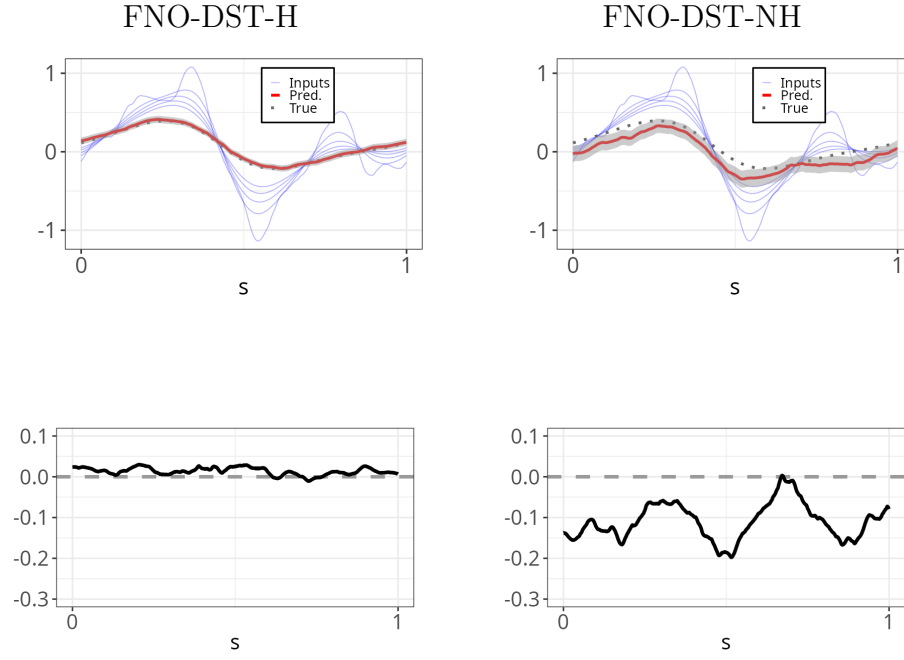 FNO-DST-H
FNO-DST-NH
1
0
-1
Inputs
Pred.
True
0
1
s
1
0
-1
Inputs
Pred.
True
0
1
s
0.1
0.0
-0.1
-0.2
-0.3
0
1
s
0.1
0.0
-0.1
-0.2
-0.3
0
1
s